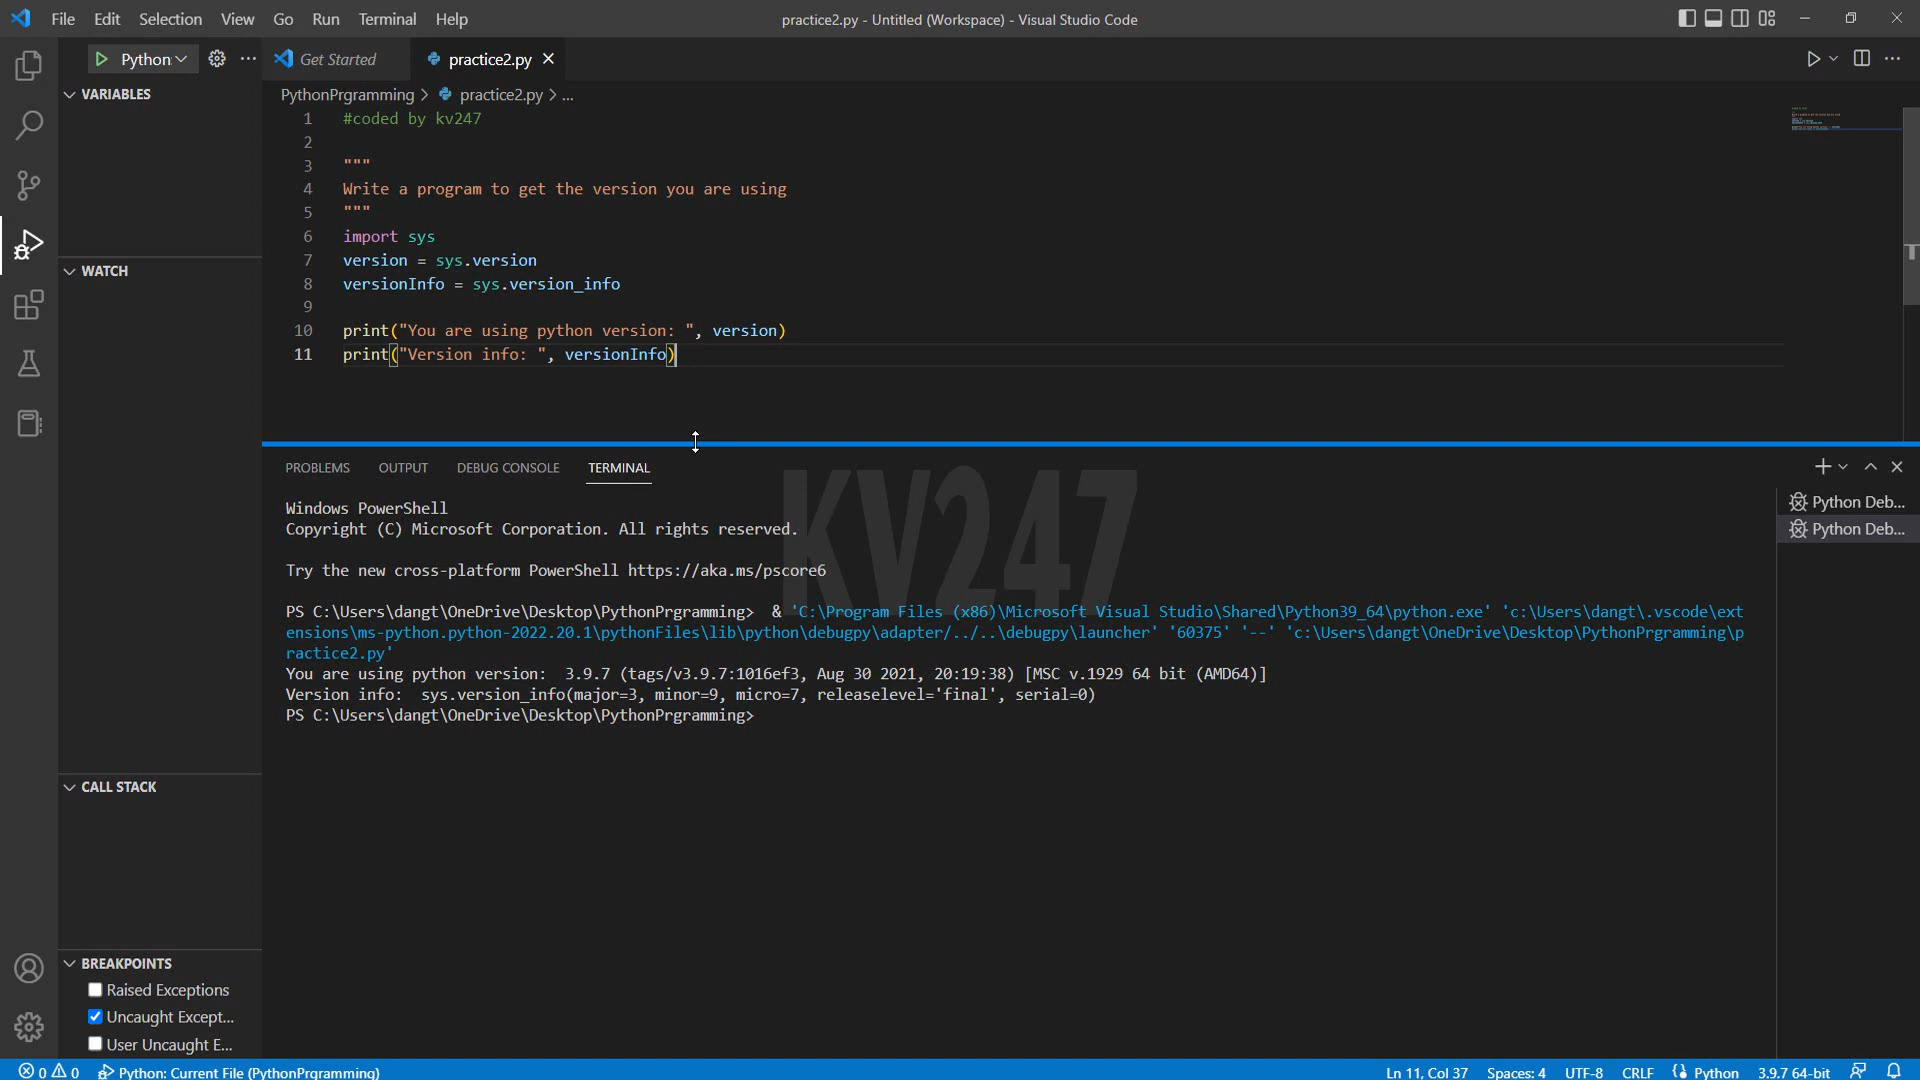 File Edit Selection View Go Run Terminal Help
practice2.py - Untitled (Workspace) - Visual Studio Code
Python
Get Started
practice2.py
VARIABLES
PythonPrgramming > practice2.py > ...
1 #coded by kv247
2
3 """
4 Write a program to get the version you are using
5 """
6 import sys
7 version = sys.version
8 versionInfo = sys.version_info
9
10 print("You are using python version: ", version)
11 print("Version info: ", versionInfo)
WATCH
PROBLEMS OUTPUT DEBUG CONSOLE TERMINAL
KV247
Windows PowerShell
Copyright (C) Microsoft Corporation. All rights reserved.
Try the new cross-platform PowerShell https://aka.ms/pscore6
PS C:\Users\dangt\OneDrive\Desktop\PythonPrgramming> & 'C:\Program Files (x86)\Microsoft Visual Studio\Shared\Python39_64\python.exe' 'c:\Users\dangt\.vscode\ext
ensions\ms-python.python-2022.20.1\pythonFiles\lib\python\debugpy\adapter/../..\debugpy\launcher' '60375' '--' 'c:\Users\dangt\OneDrive\Desktop\PythonPrgramming\p
ractice2.py'
You are using python version:  3.9.7 (tags/v3.9.7:1016ef3, Aug 30 2021, 20:19:38) [MSC v.1929 64 bit (AMD64)]
Version info:  sys.version_info(major=3, minor=9, micro=7, releaselevel='final', serial=0)
PS C:\Users\dangt\OneDrive\Desktop\PythonPrgramming>
Python Deb...
Python Deb...
CALL STACK
BREAKPOINTS
Raised Exceptions
Uncaught Except...
User Uncaught E...
0 0 Python: Current File (PythonPrgramming)
Ln 11, Col 37 Spaces: 4 UTF-8 CRLF Python 3.9.7 64-bit